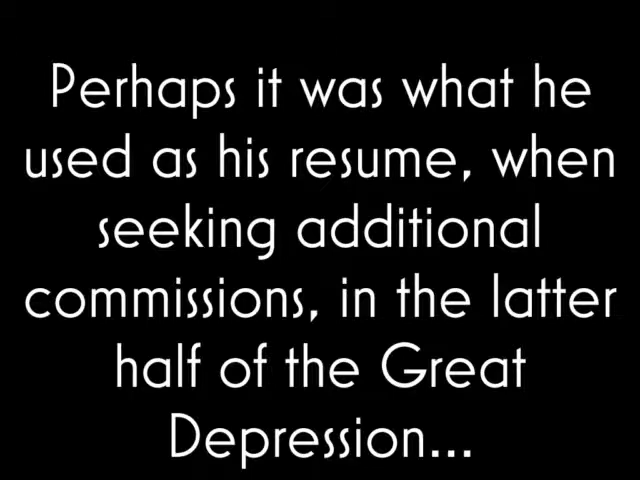 Perhaps it was what he
used as his resume, when
seeking additional
commissions, in the latter
half of the Great
Depression...